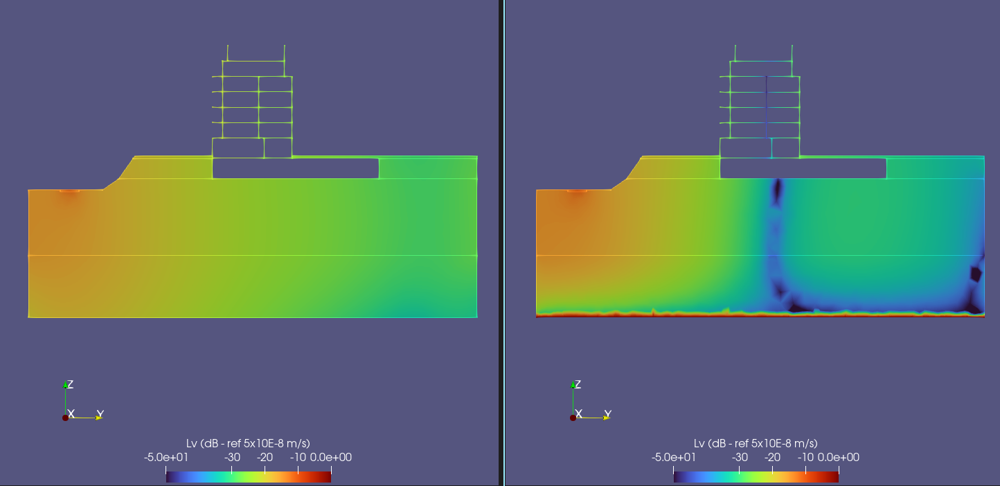 Z
X Y
Lv (dB - ref 5x10E-8 m/s)
-5.0e+01 -30 -20 -10 0.0e+00
Z
X Y
Lv (dB - ref 5x10E-8 m/s)
-5.0e+01 -30 -20 -10 0.0e+00